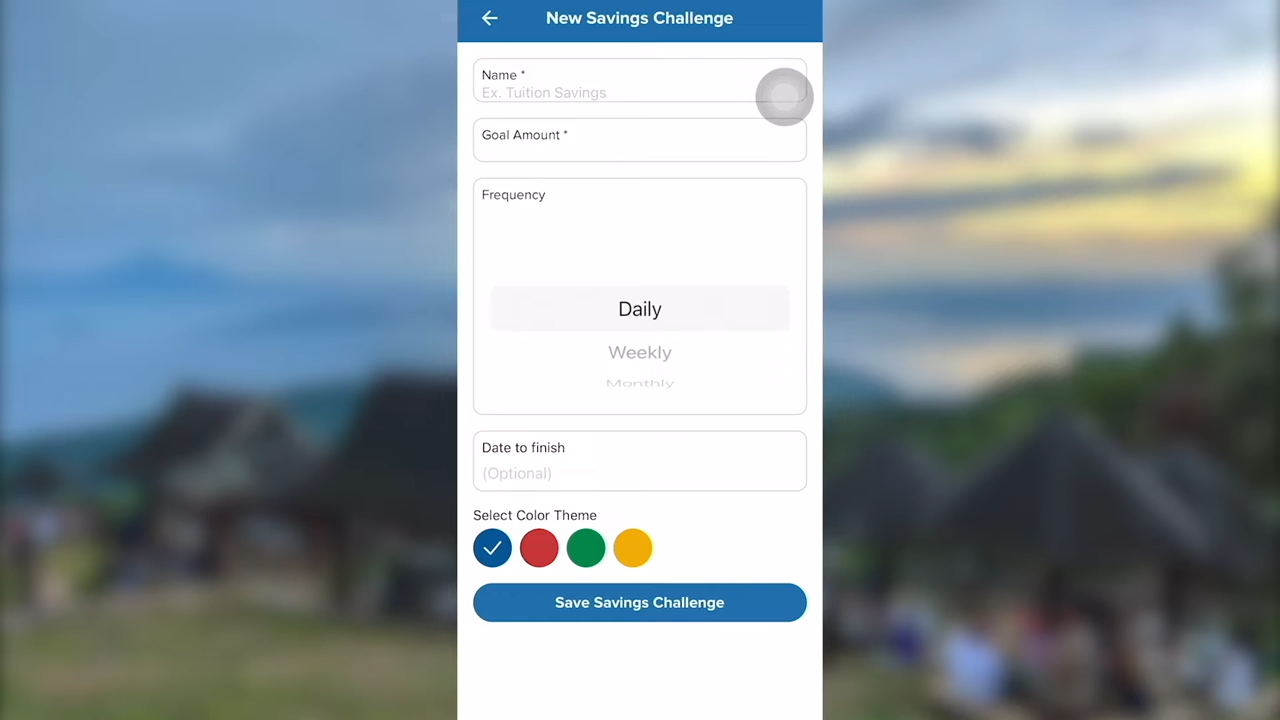 New Savings Challenge
Name *
Ex. Tuition Savings
Goal Amount *
Frequency
Daily
Weekly
Monthly
Date to finish
(Optional)
Select Color Theme
Save Savings Challenge